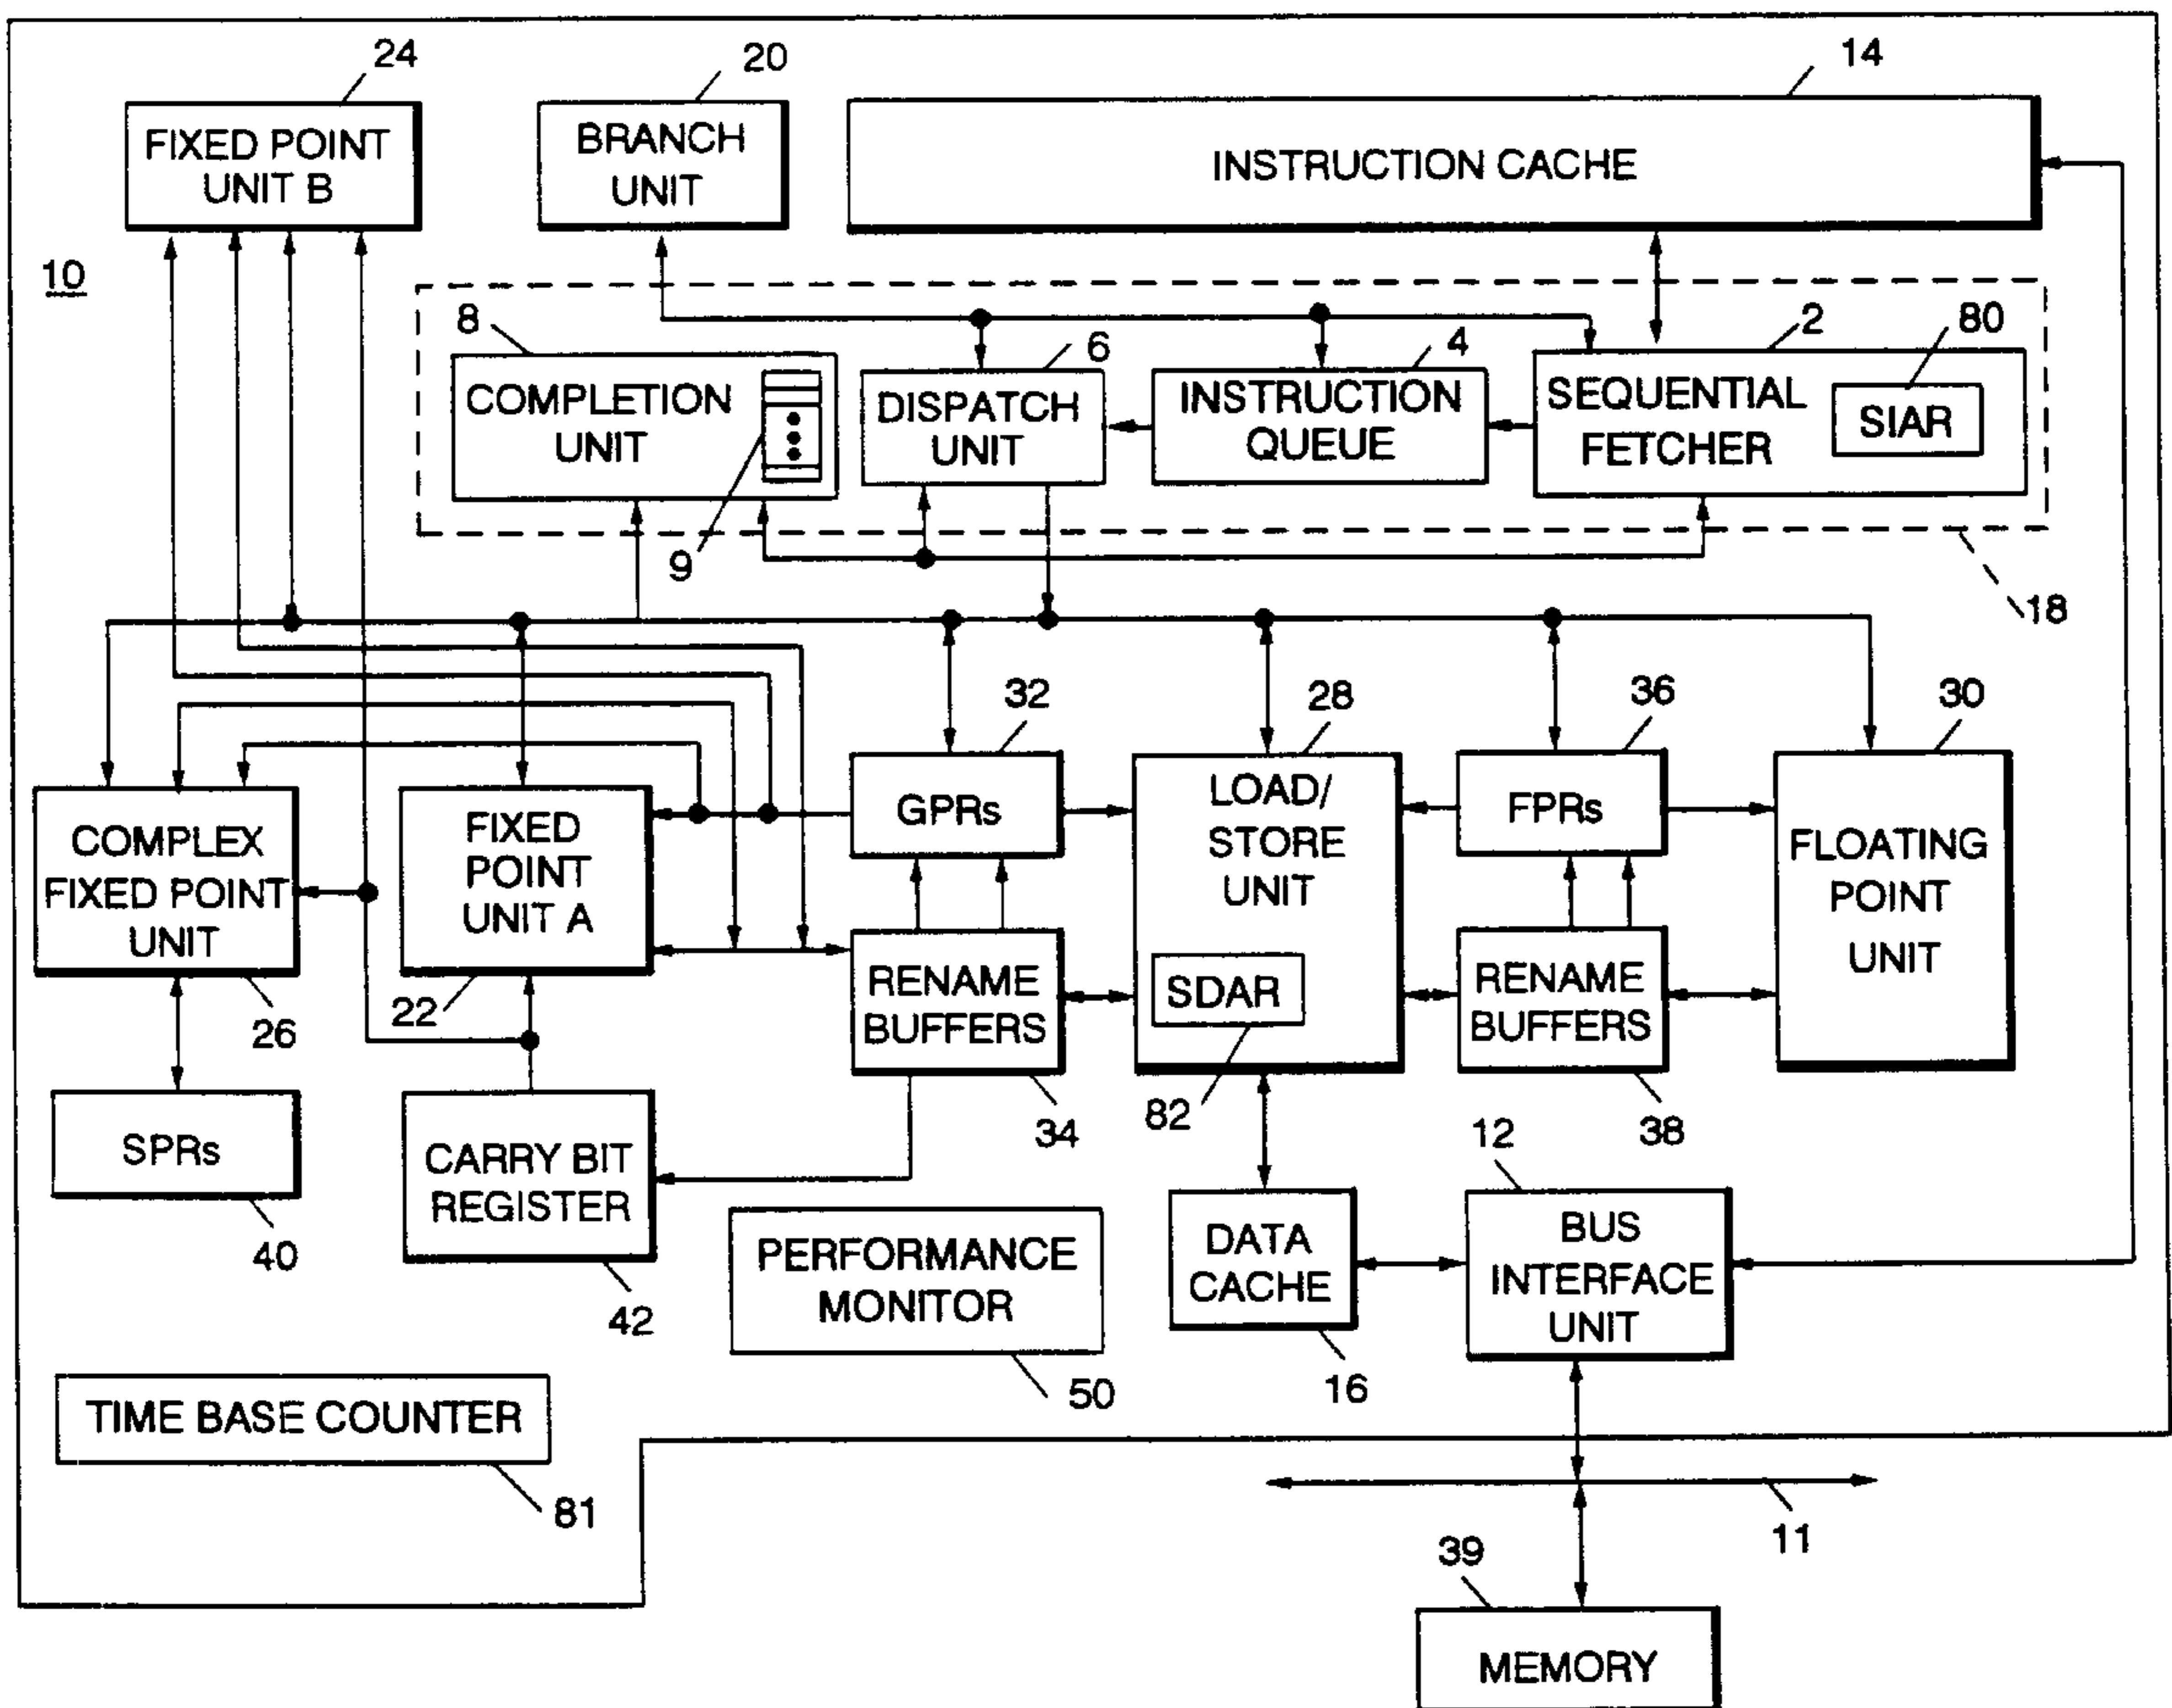 24
20
14
FIXED POINT
UNIT B
BRANCH
UNIT
INSTRUCTION CACHE
10
8
6
4
2
80
COMPLETION
UNIT
9
DISPATCH
UNIT
INSTRUCTION
QUEUE
SEQUENTIAL
FETCHER
SIAR
18
32
28
36
30
COMPLEX
FIXED POINT
UNIT
26
FIXED
POINT
UNIT A
22
GPRs
LOAD/
STORE
UNIT
FPRs
FLOATING
POINT
UNIT
RENAME
BUFFERS
34
SDAR
82
RENAME
BUFFERS
38
SPRs
40
CARRY BIT
REGISTER
42
PERFORMANCE
MONITOR
50
DATA
CACHE
16
12
BUS
INTERFACE
UNIT
TIME BASE COUNTER
81
11
39
MEMORY